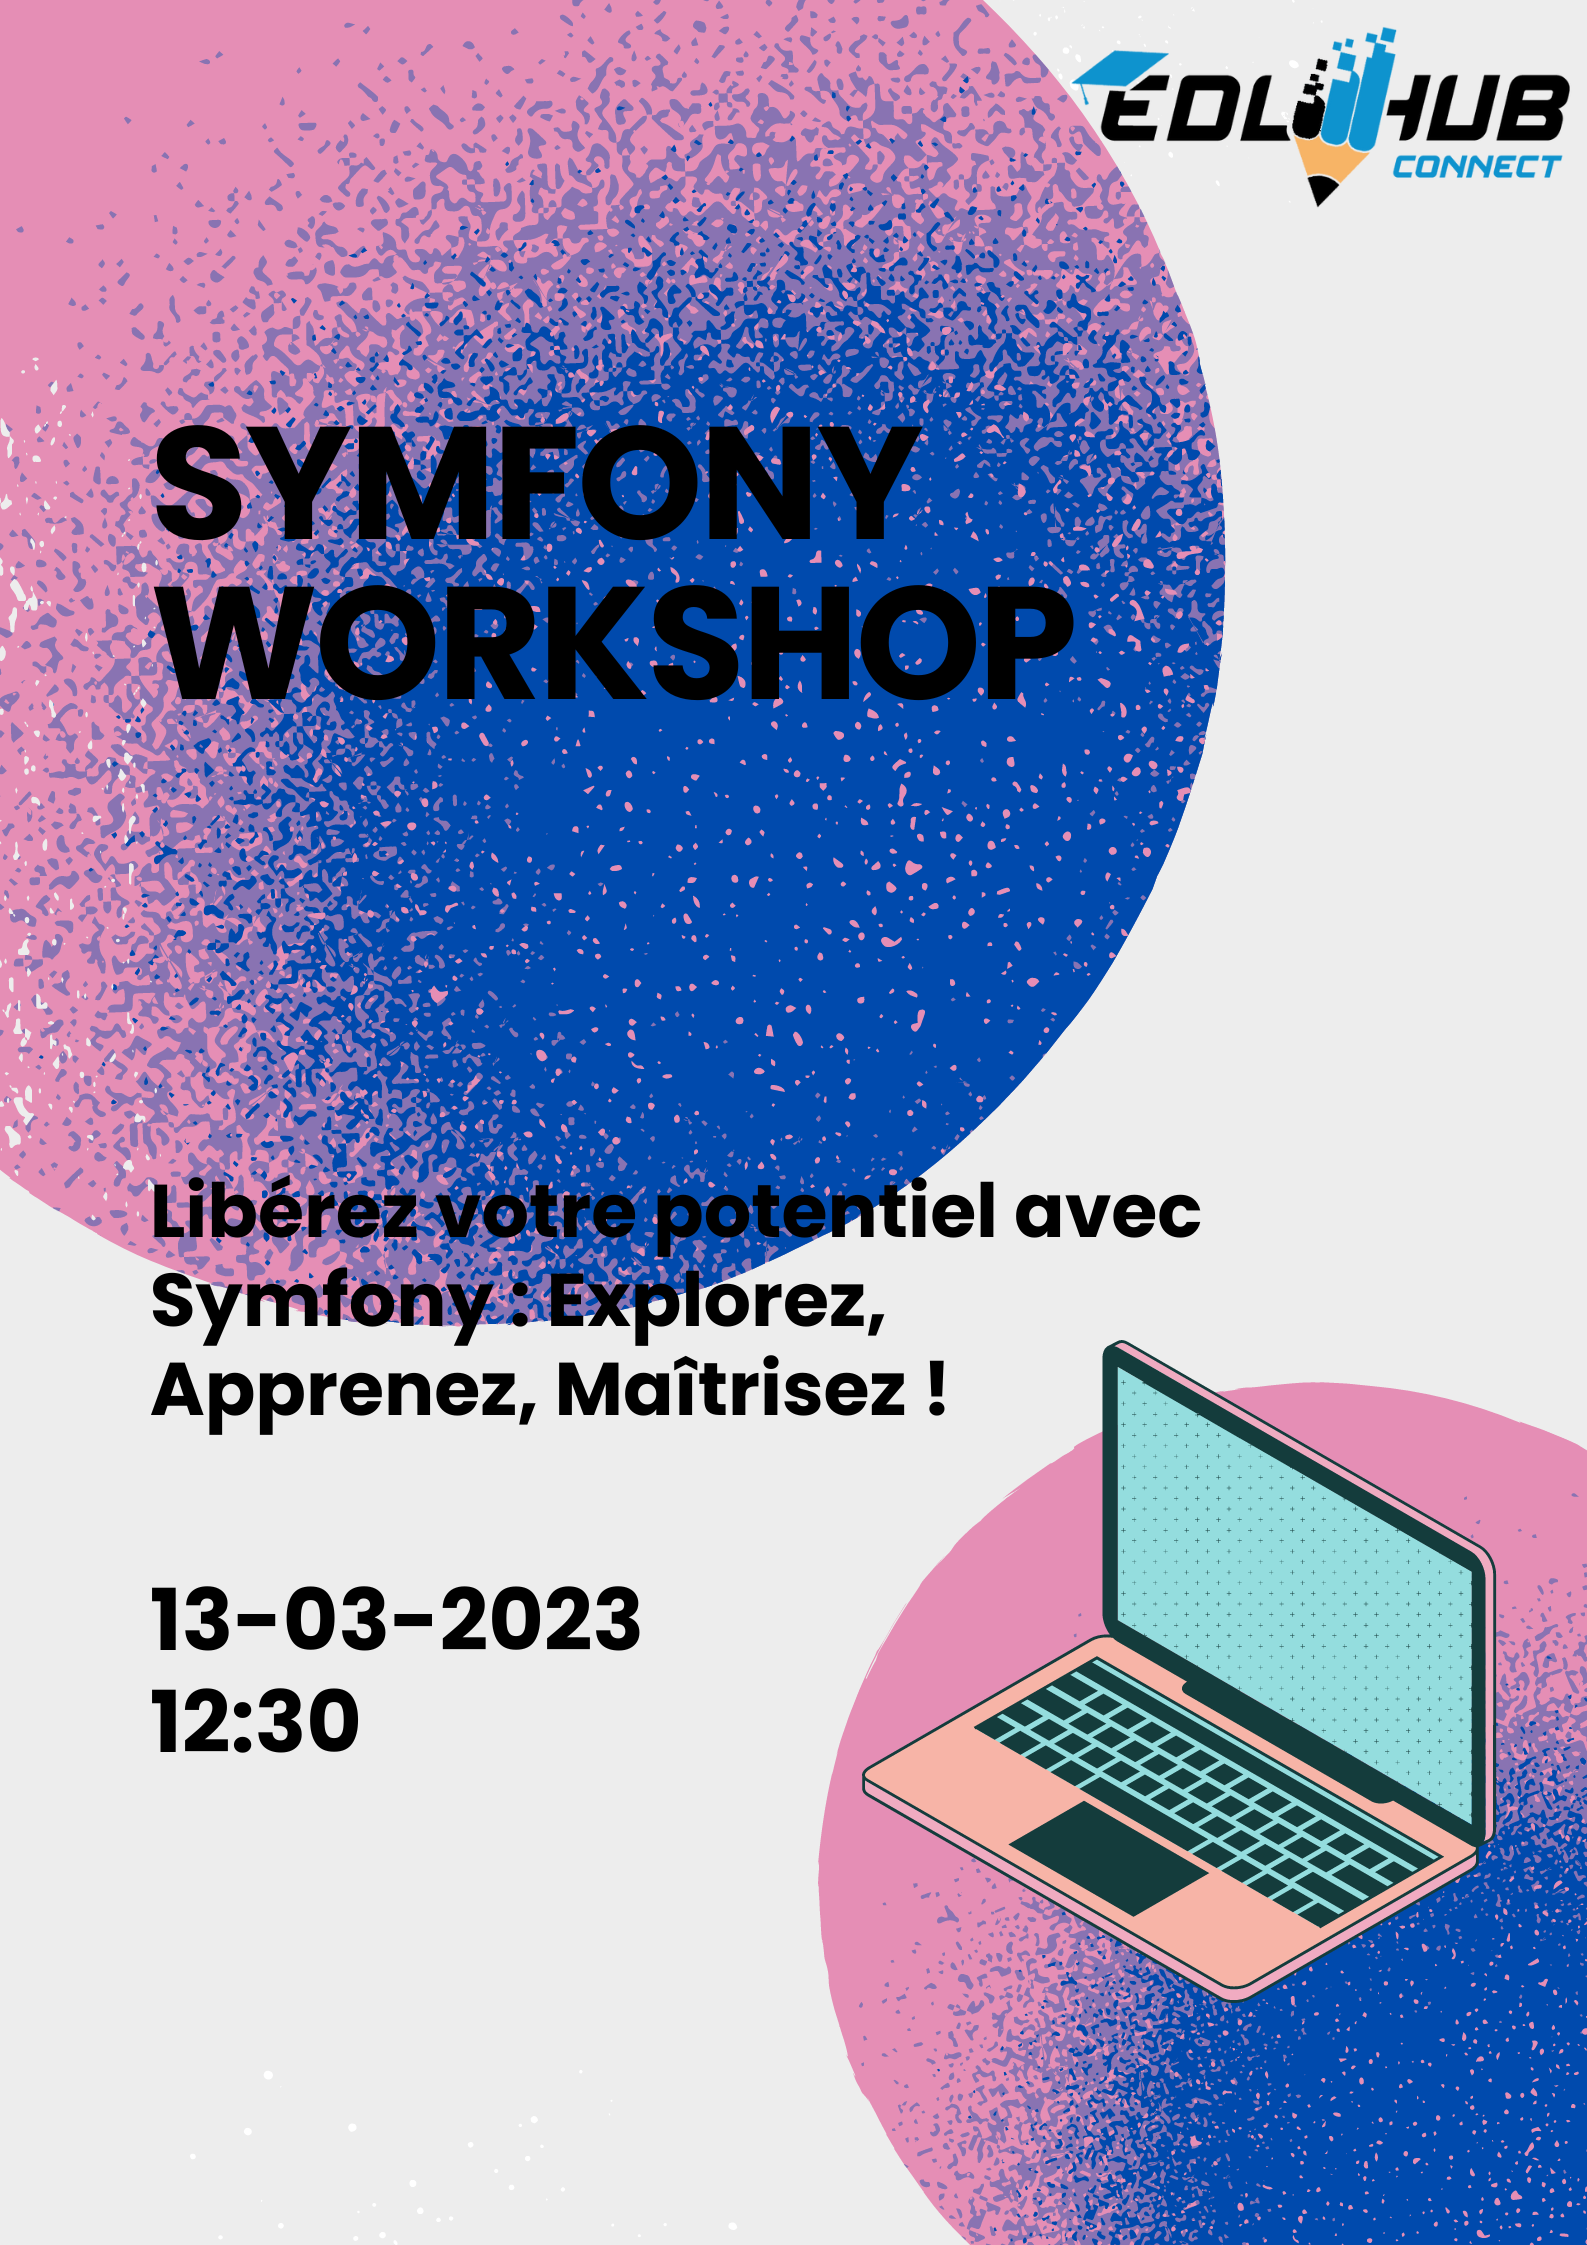 EDUHUB
CONNECT
SYMFONY
WORKSHOP
Libérez votre potentiel avec
Symfony : Explorez,
Apprenez, Maîtrisez !
13-03-2023
12:30